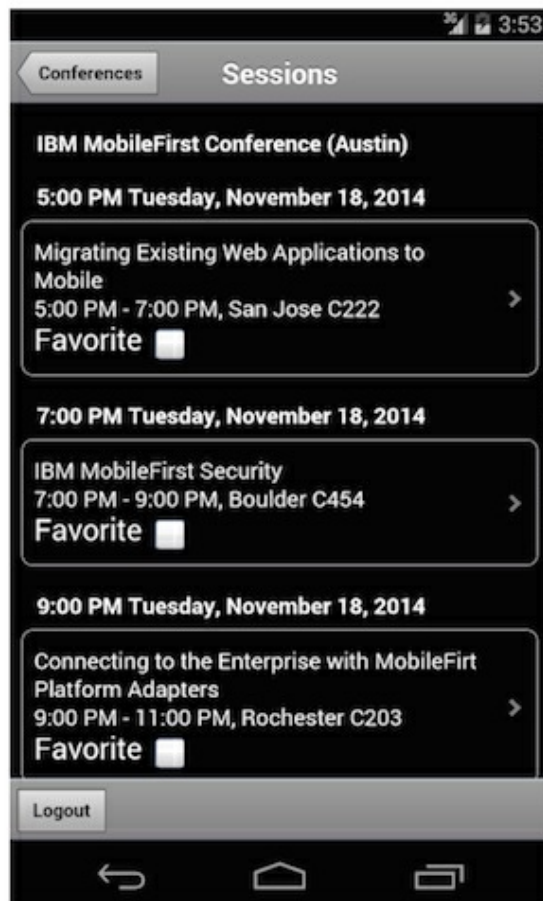 3G 3:53
Conferences
Sessions
IBM MobileFirst Conference (Austin)
5:00 PM Tuesday, November 18, 2014
Migrating Existing Web Applications to
Mobile
5:00 PM - 7:00 PM, San Jose C222
Favorite
7:00 PM Tuesday, November 18, 2014
IBM MobileFirst Security
7:00 PM - 9:00 PM, Boulder C454
Favorite
9:00 PM Tuesday, November 18, 2014
Connecting to the Enterprise with MobileFirt
Platform Adapters
9:00 PM - 11:00 PM, Rochester C203
Favorite
Logout